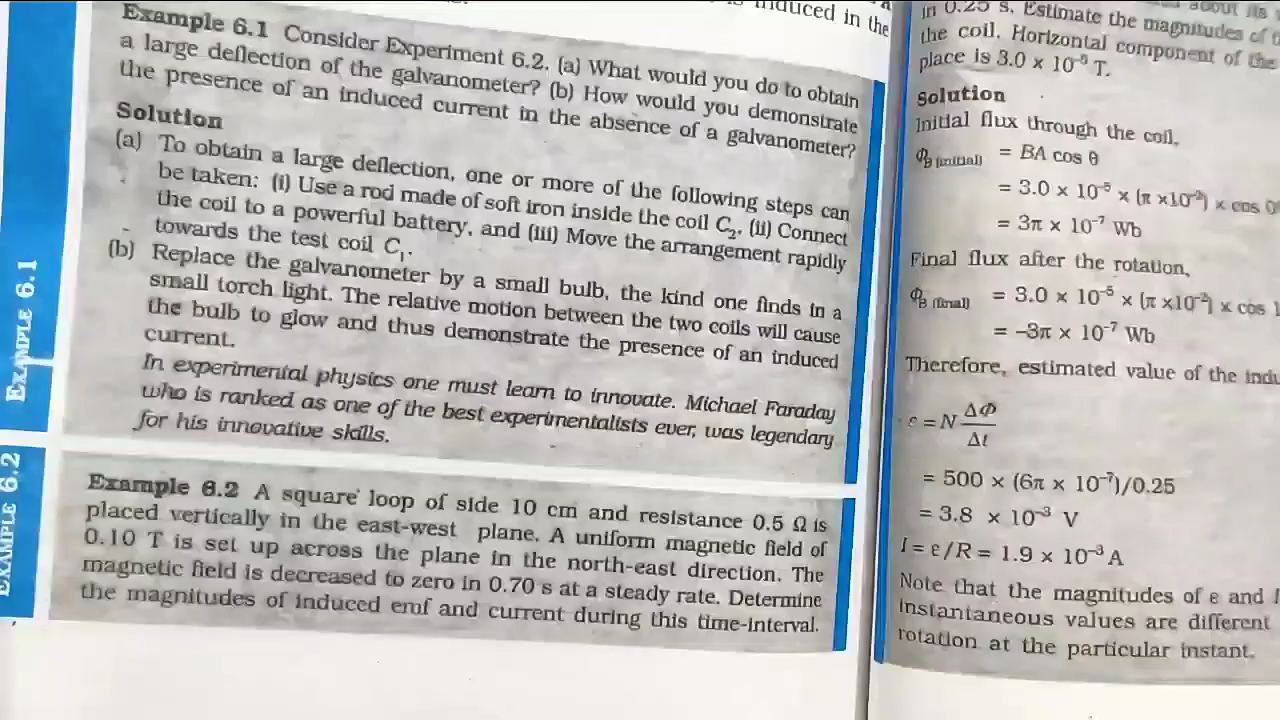 Example 6.1 Consider Experiment 6.2. (a) What would you do to obtain
a large deflection of the galvanometer? (b) How would you demonstrate
the presence of an induced current in the absence of a galvanometer?
Solution
(a) To obtain a large deflection, one or more of the following steps can
be taken: (i) Use a rod made of soft iron inside the coil C₂, (ii) Connect
the coil to a powerful battery, and (iii) Move the arrangement rapidly
towards the test coil C₁.
(b) Replace the galvanometer by a small bulb, the kind one finds in a
small torch light. The relative motion between the two coils will cause
the bulb to glow and thus demonstrate the presence of an induced
current.
In experimental physics one must learn to innovate. Michael Faraday
who is ranked as one of the best experimentalists ever, was legendary
for his innovative skills.
EXAMPLE 6.1
Example 6.2 A square loop of side 10 cm and resistance 0.5 Ω is
placed vertically in the east-west plane. A uniform magnetic field of
0.10 T is set up across the plane in the north-east direction. The
magnetic field is decreased to zero in 0.70 s at a steady rate. Determine
the magnitudes of induced emf and current during this time-interval.
EXAMPLE 6.2
induced in the
about its
in 0.25 s. Estimate the magnitudes of
the coil. Horizontal component of the
place is 3.0 × 10⁻⁵ T.
Solution
Initial flux through the coil,
Φ_B (initial) = BA cos θ
= 3.0 × 10⁻⁵ × (π ×10⁻²) × cos
= 3π × 10⁻⁷ Wb
Final flux after the rotation,
Φ_B (final) = 3.0 × 10⁻⁵ × (π ×10⁻²) × cos
= –3π × 10⁻⁷ Wb
Therefore, estimated value of the
ε = N ΔΦ/Δt
= 500 × (6π × 10⁻⁷)/0.25
= 3.8 × 10⁻³ V
I = ε/R = 1.9 × 10⁻³ A
Note that the magnitudes of ε and I
instantaneous values are different
rotation at the particular instant.